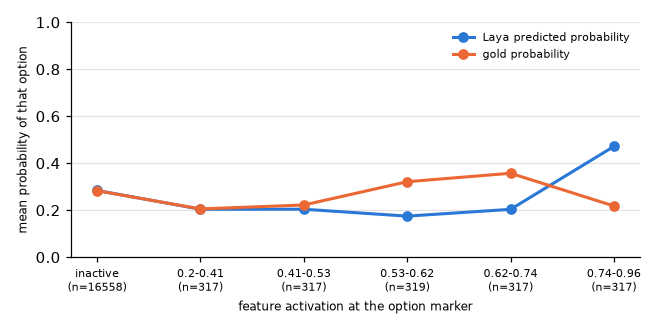 1.0
0.8
0.6
0.4
0.2
0.0
mean probability of that option
Laya predicted probability
gold probability
inactive
(n=16558)
0.2-0.41
(n=317)
0.41-0.53
(n=317)
0.53-0.62
(n=319)
0.62-0.74
(n=317)
0.74-0.96
(n=317)
feature activation at the option marker